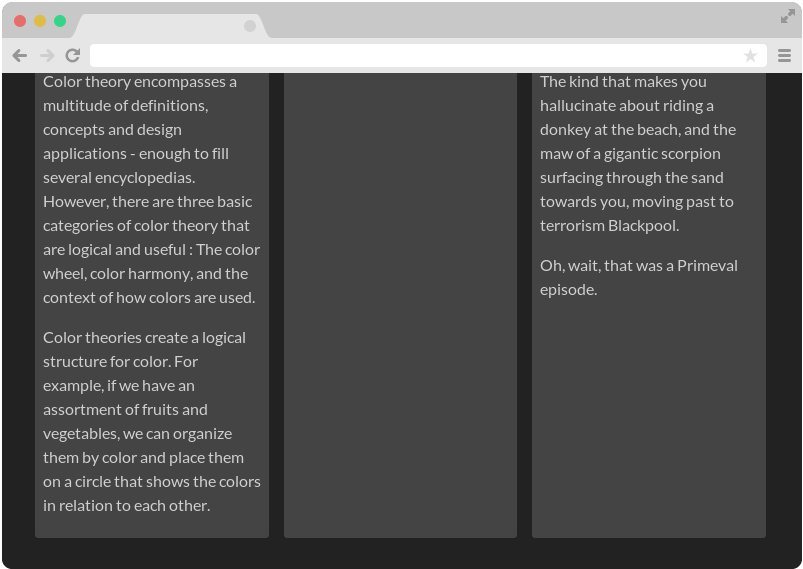 Color theory encompasses a
multitude of definitions,
concepts and design
applications - enough to fill
several encyclopedias.
However, there are three basic
categories of color theory that
are logical and useful : The color
wheel, color harmony, and the
context of how colors are used.
Color theories create a logical
structure for color. For
example, if we have an
assortment of fruits and
vegetables, we can organize
them by color and place them
on a circle that shows the colors
in relation to each other.
The kind that makes you
hallucinate about riding a
donkey at the beach, and the
maw of a gigantic scorpion
surfacing through the sand
towards you, moving past to
terrorism Blackpool.
Oh, wait, that was a Primeval
episode.